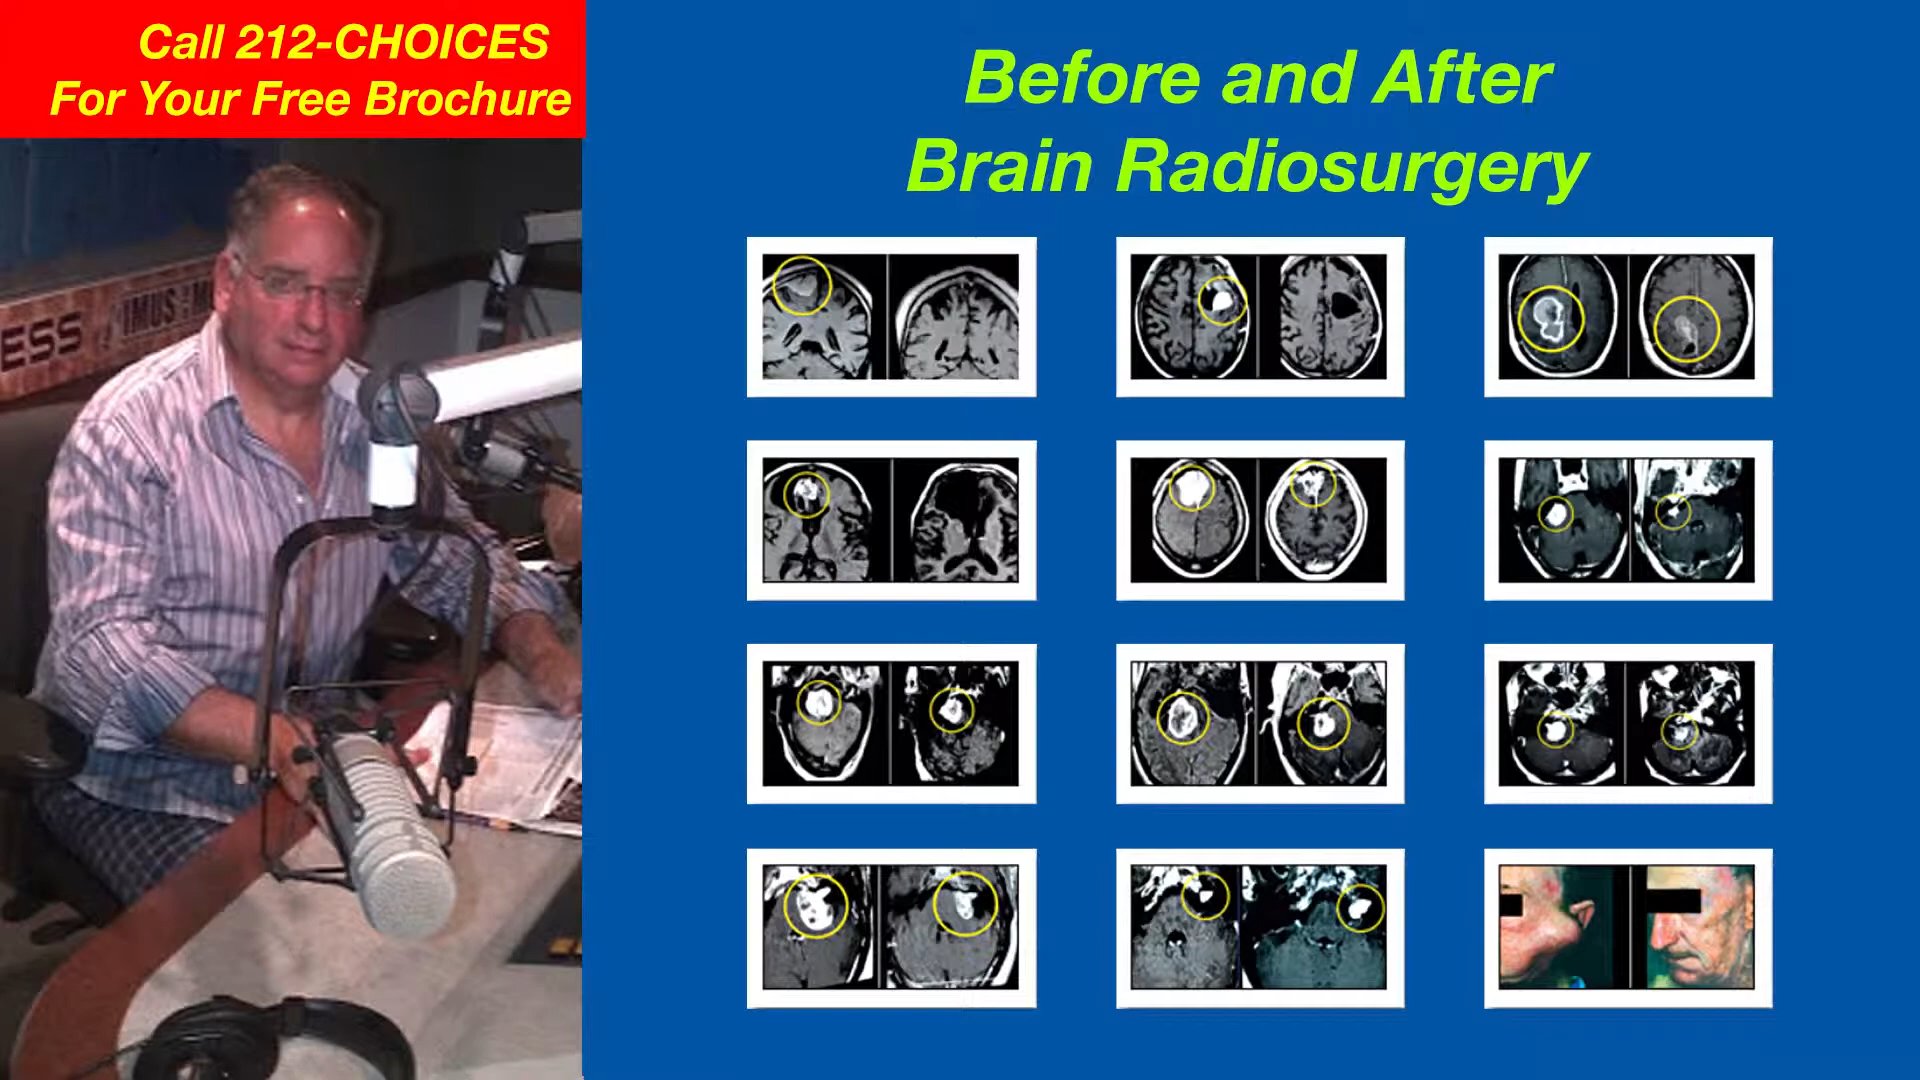 Call 212-CHOICES
For Your Free Brochure
Before and After
Brain Radiosurgery
ESS
IMUS